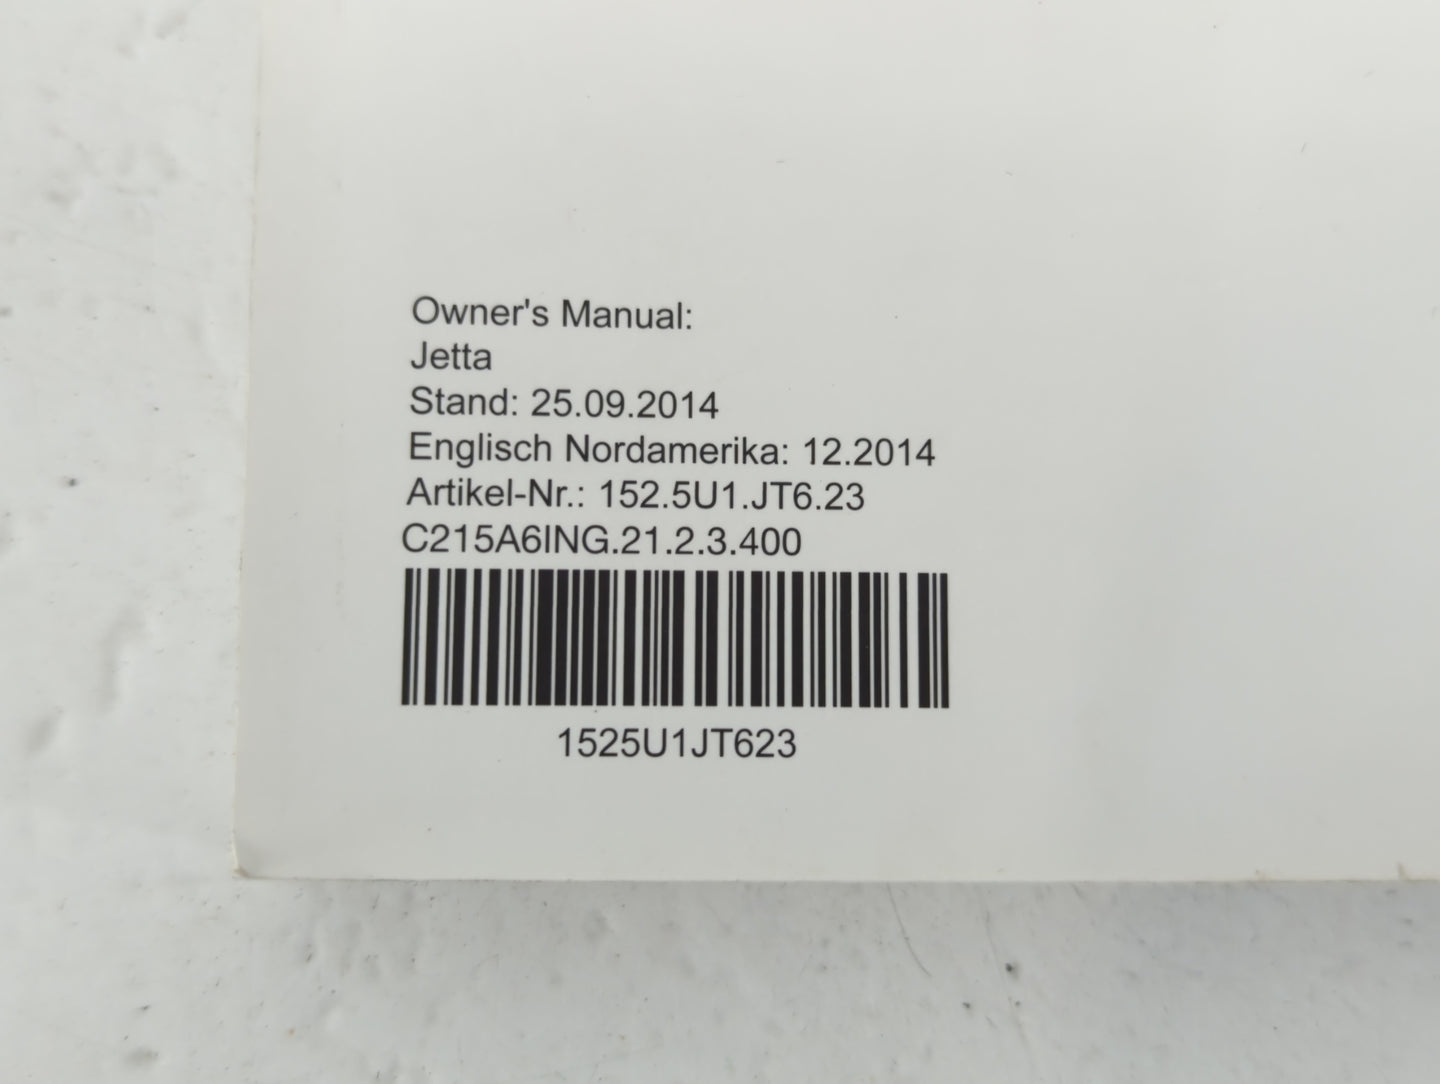 Owner's Manual:
Jetta
Stand: 25.09.2014
Englisch Nordamerika: 12.2014
Artikel-Nr.: 152.5U1.JT6.23
C215A6ING.21.2.3.400
1525U1JT623